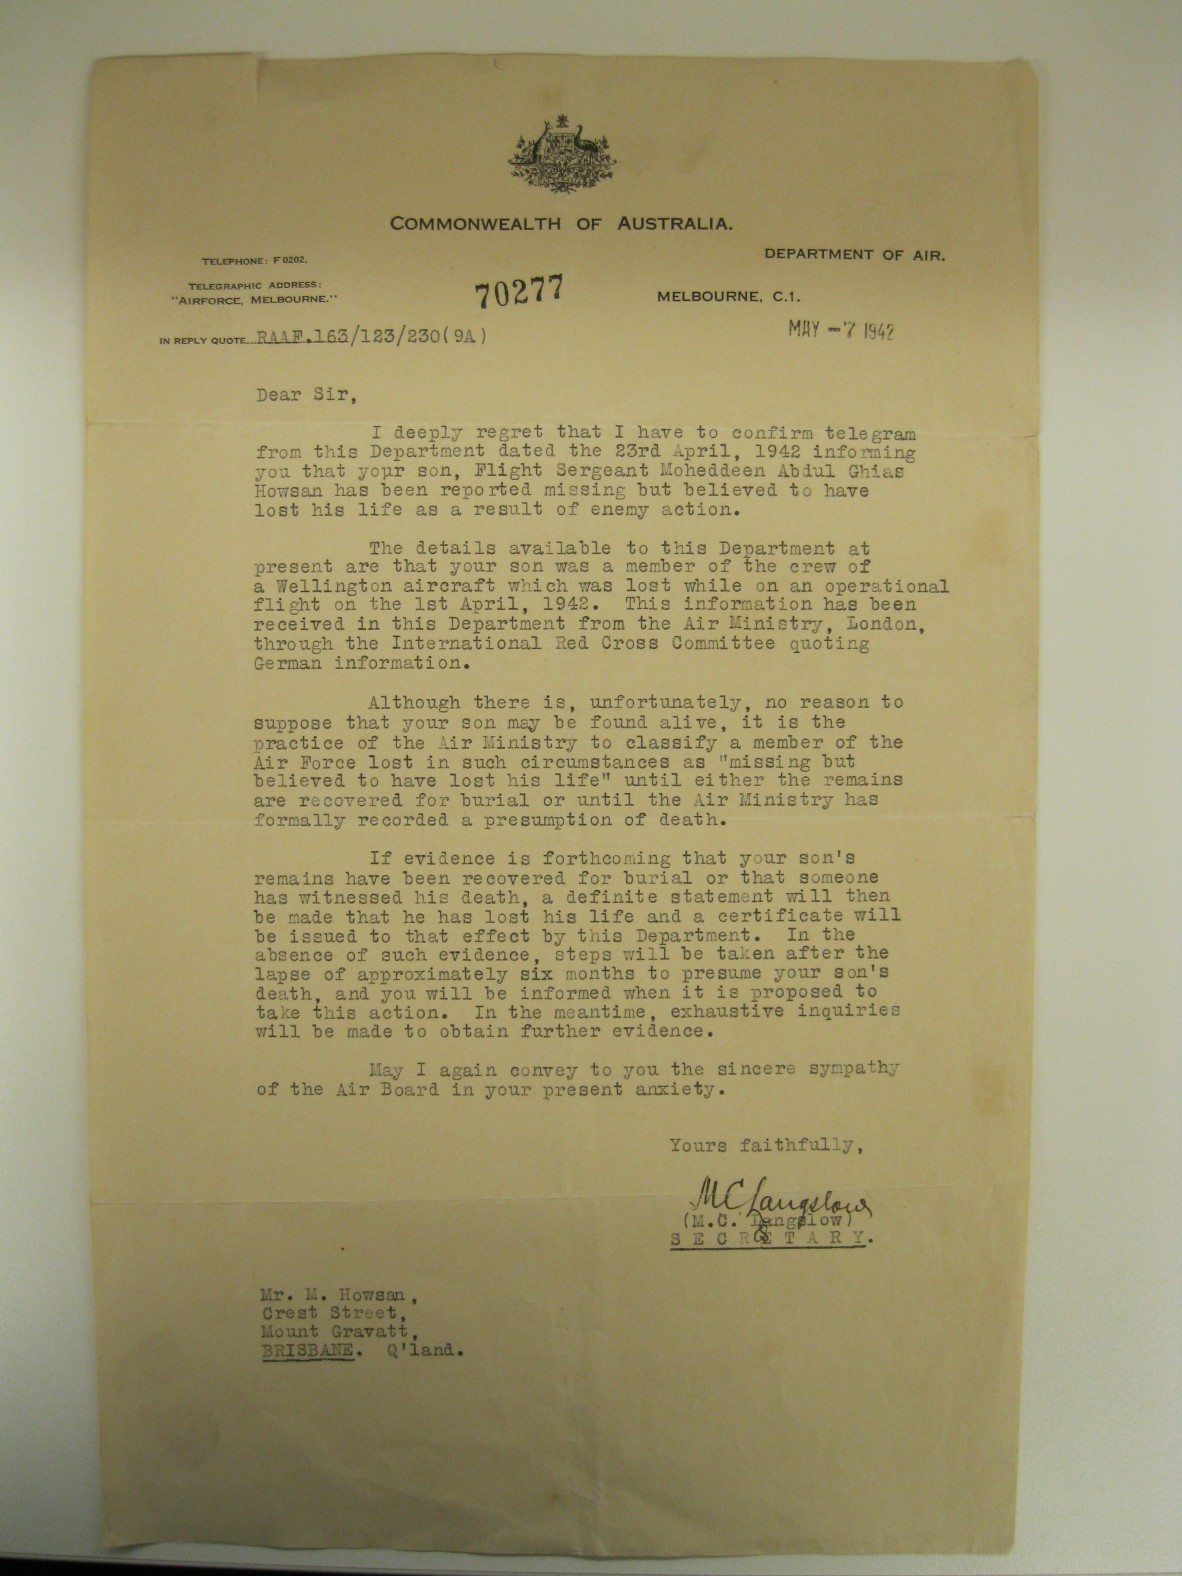 COMMONWEALTH OF AUSTRALIA.
TELEPHONE: F 0202.
DEPARTMENT OF AIR.
TELEGRAPHIC ADDRESS:
"AIRFORCE, MELBOURNE."
70277
MELBOURNE, C.1.
IN REPLY QUOTE RAAF.163/123/230(9A)
MAY -7 1942
Dear Sir,
I deeply regret that I have to confirm telegram
from this Department dated the 23rd April, 1942 informing
you that your son, Flight Sergeant Moheddeen Abdul Ghias
Howsan has been reported missing but believed to have
lost his life as a result of enemy action.
The details available to this Department at
present are that your son was a member of the crew of
a Wellington aircraft which was lost while on an operational
flight on the 1st April, 1942. This information has been
received in this Department from the Air Ministry, London,
through the International Red Cross Committee quoting
German information.
Although there is, unfortunately, no reason to
suppose that your son may be found alive, it is the
practice of the Air Ministry to classify a member of the
Air Force lost in such circumstances as "missing but
believed to have lost his life" until either the remains
are recovered for burial or until the Air Ministry has
formally recorded a presumption of death.
If evidence is forthcoming that your son's
remains have been recovered for burial or that someone
has witnessed his death, a definite statement will then
be made that he has lost his life and a certificate will
be issued to that effect by this Department. In the
absence of such evidence, steps will be taken after the
lapse of approximately six months to presume your son's
death, and you will be informed when it is proposed to
take this action. In the meantime, exhaustive inquiries
will be made to obtain further evidence.
May I again convey to you the sincere sympathy
of the Air Board in your present anxiety.
Yours faithfully,
M C Langslow
(M.C. Langslow)
SECRETARY.
Mr. M. Howsan,
Crest Street,
Mount Gravatt,
BRISBANE. Q'land.